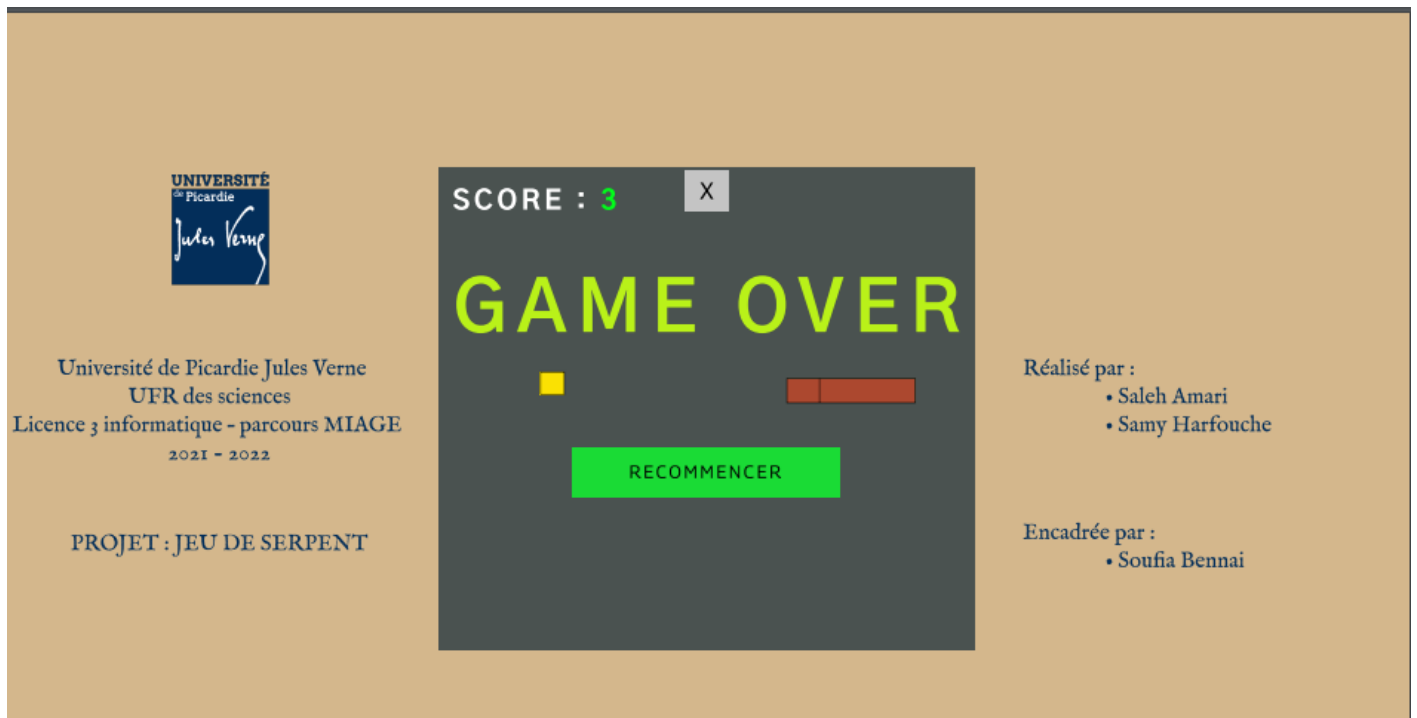 UNIVERSITÉ
de Picardie
Jules Verne
Université de Picardie Jules Verne
UFR des sciences
Licence 3 informatique - parcours MIAGE
2021 - 2022
PROJET : JEU DE SERPENT
SCORE : 3
X
GAME OVER
RECOMMENCER
Réalisé par :
• Saleh Amari
• Samy Harfouche
Encadrée par :
• Soufia Bennai